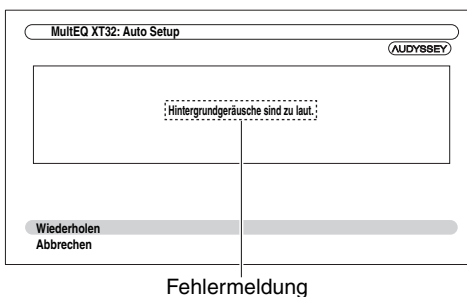 MultEQ XT32: Auto Setup
AUDYSSEY
Hintergrundgeräusche sind zu laut.
Wiederholen
Abbrechen
Fehlermeldung